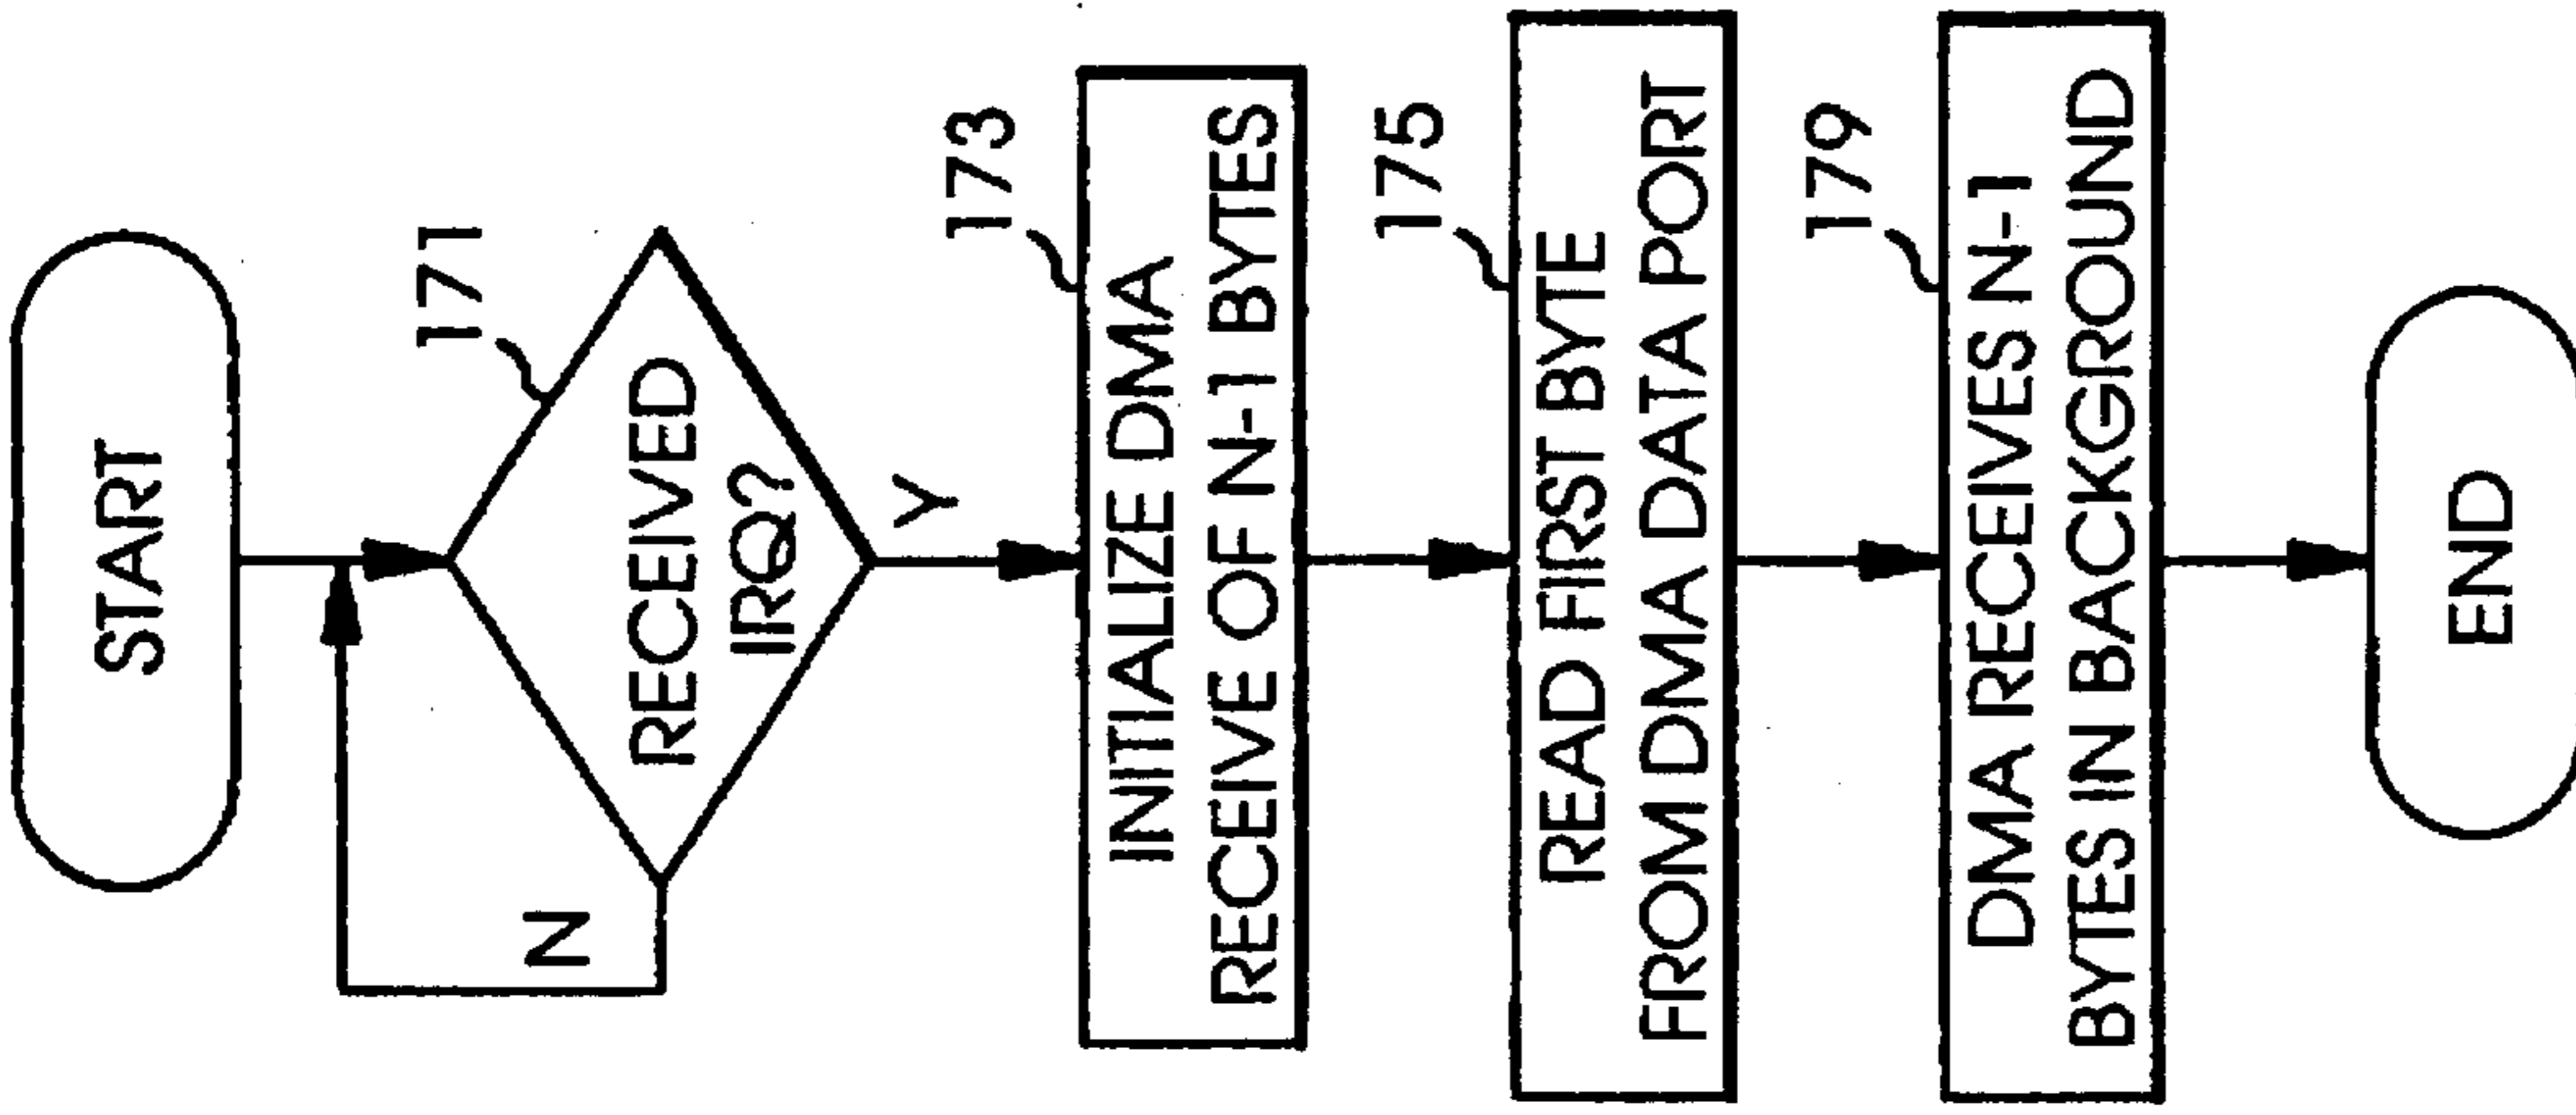 START
171
RECEIVED
IRQ?
N
Y
173
INITIALIZE DMA
RECEIVE OF N-1 BYTES
175
READ FIRST BYTE
FROM DMA DATA PORT
179
DMA RECEIVES N-1
BYTES IN BACKGROUND
END